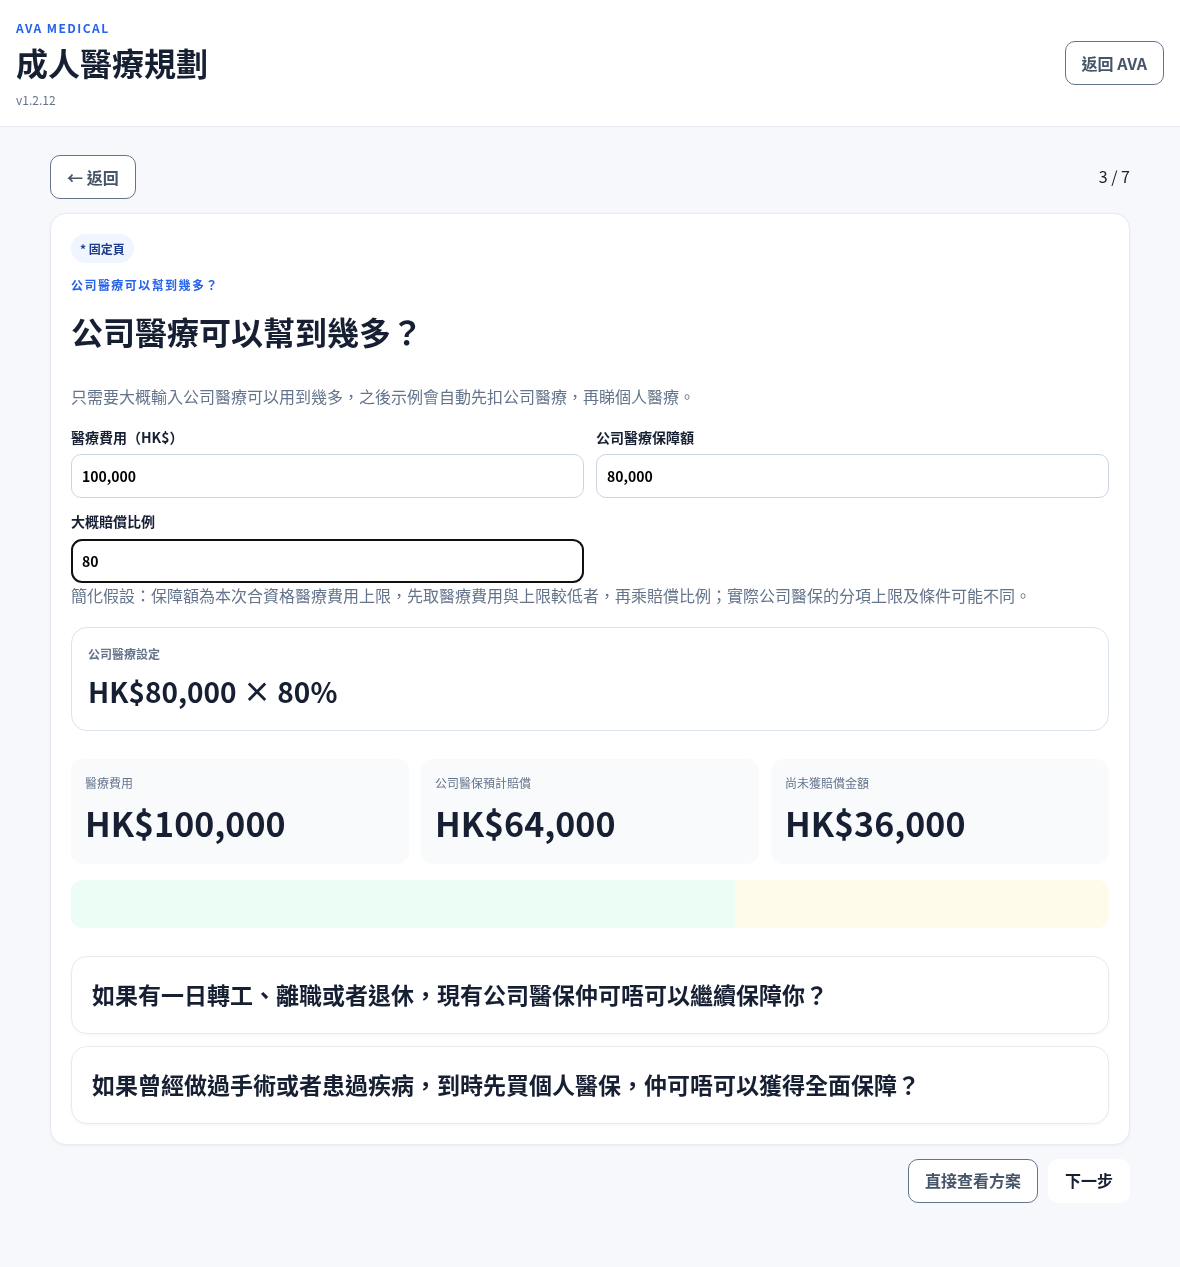 AVA MEDICAL
成人醫療規劃
v1.2.12
返回 AVA
← 返回
3 / 7
* 固定頁
公司醫療可以幫到幾多？
公司醫療可以幫到幾多？
只需要大概輸入公司醫療可以用到幾多，之後示例會自動先扣公司醫療，再睇個人醫療。
醫療費用（HK$）
公司醫療保障額
100,000
80,000
大概賠償比例
80
簡化假設：保障額為本次合資格醫療費用上限，先取醫療費用與上限較低者，再乘賠償比例；實際公司醫保的分項上限及條件可能不同。
公司醫療設定
HK$80,000 × 80%
醫療費用
公司醫保預計賠償
尚未獲賠償金額
HK$100,000
HK$64,000
HK$36,000
如果有一日轉工、離職或者退休，現有公司醫保仲可唔可以繼續保障你？
如果曾經做過手術或者患過疾病，到時先買個人醫保，仲可唔可以獲得全面保障？
直接查看方案
下一步